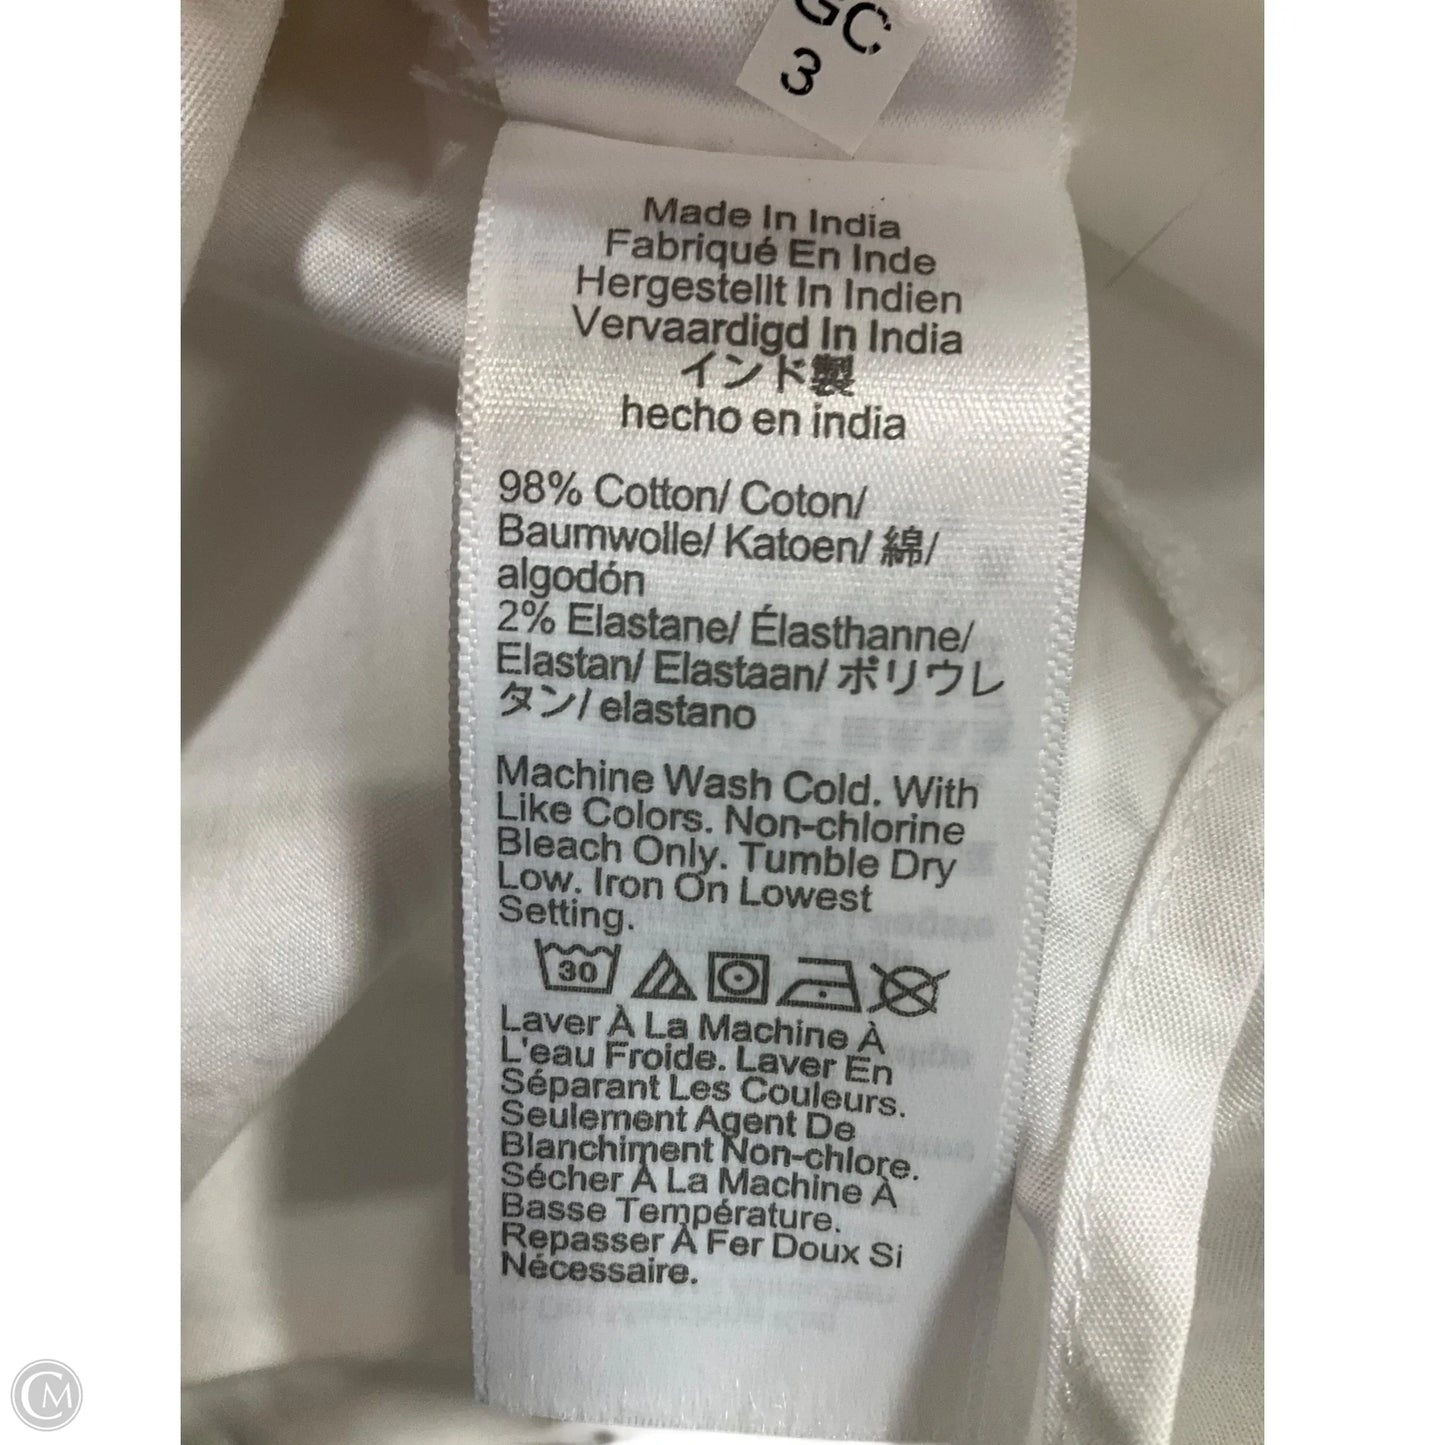 GC
3
Made In India
Fabriqué En Inde
Hergestellt In Indien
Vervaardigd In India
インド製
hecho en india
98% Cotton/ Coton/
Baumwolle/ Katoen/ 綿/
algodón
2% Elastane/ Élasthanne/
Elastan/ Elastaan/ ポリウレ
タン/ elastano
Machine Wash Cold. With
Like Colors. Non-chlorine
Bleach Only. Tumble Dry
Low. Iron On Lowest
Setting.
30
Laver À La Machine À
L'eau Froide. Laver En
Séparant Les Couleurs.
Seulement Agent De
Blanchiment Non-chlore.
Sécher À La Machine À
Basse Température.
Repasser À Fer Doux Si
Nécessaire.
CM